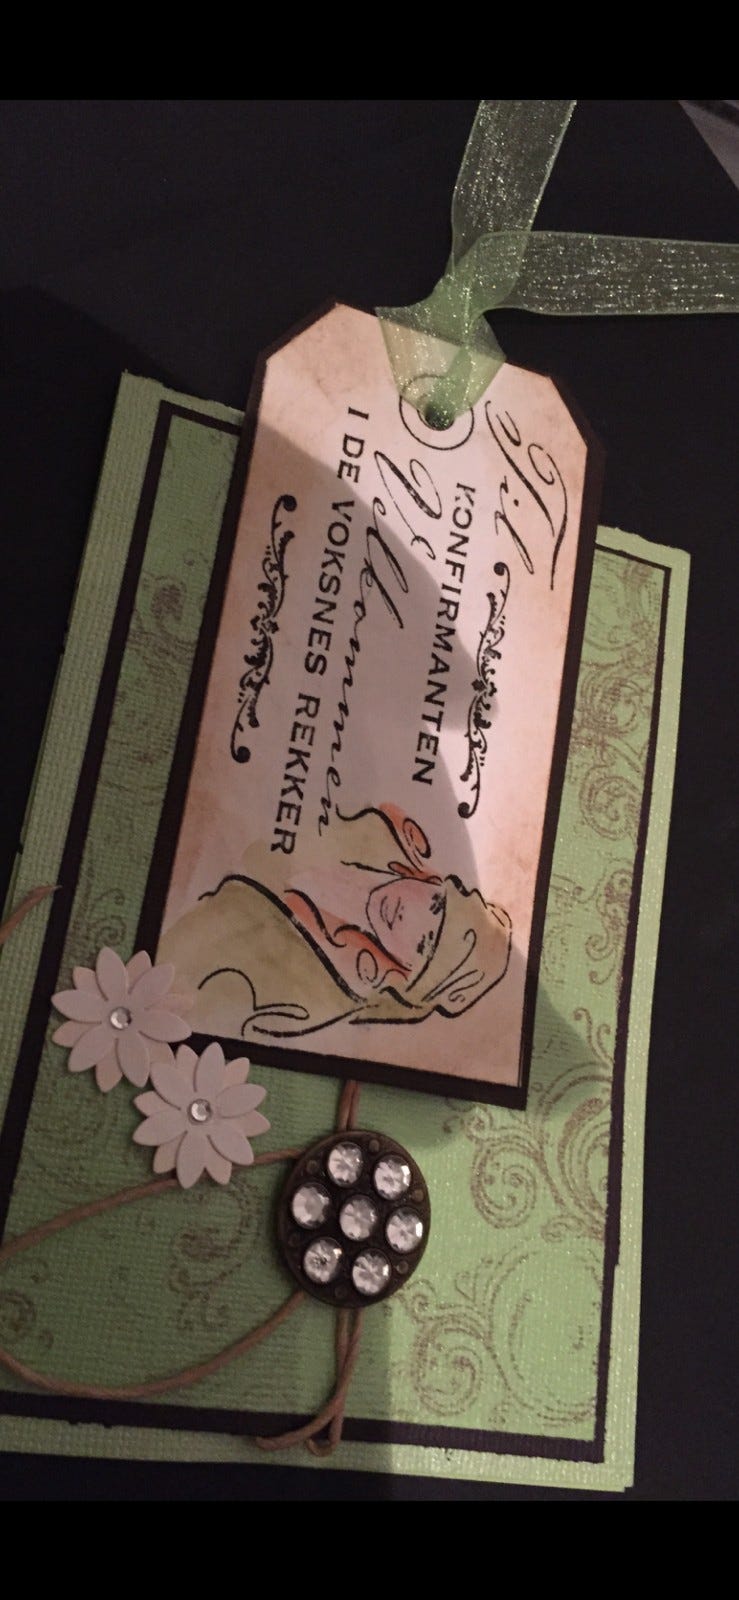 Til
KONFIRMANTEN
Velkommen
I DE VOKSNES REKKER